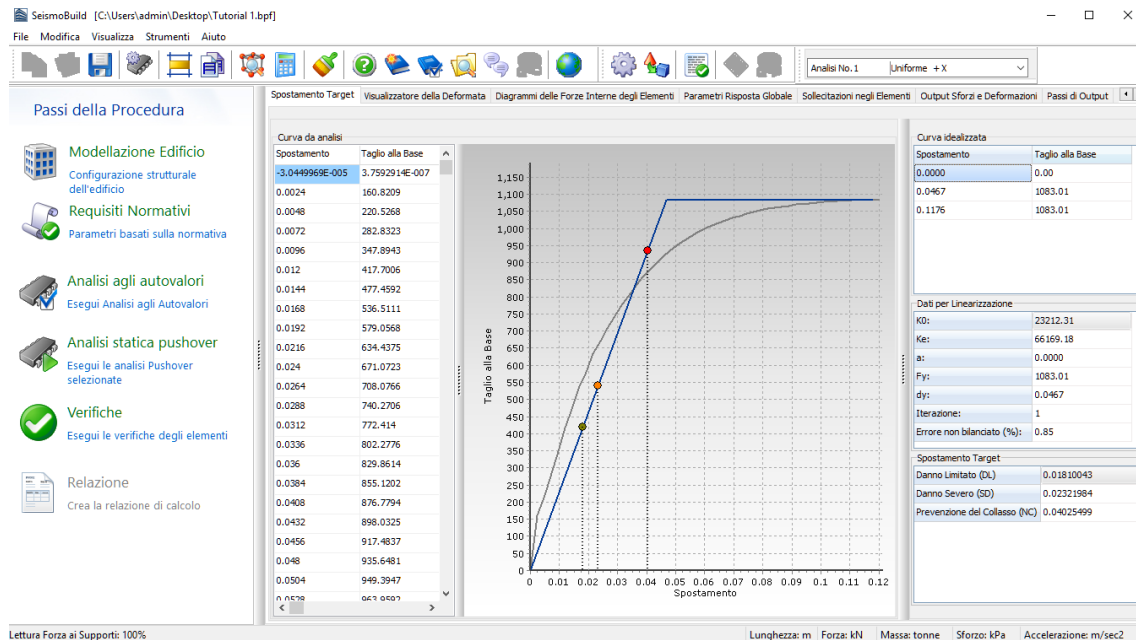 SeismoBuild [C:\Users\admin\Desktop\Tutorial 1.bpf]
File Modifica Visualizza Strumenti Aiuto
Analisi No.1 Uniforme +X
Passi della Procedura
Modellazione Edificio
Configurazione strutturale
dell'edificio
Requisiti Normativi
Parametri basati sulla normativa
Analisi agli autovalori
Esegui Analisi agli Autovalori
Analisi statica pushover
Esegui le analisi Pushover
selezionate
Verifiche
Esegui le verifiche degli elementi
Relazione
Crea la relazione di calcolo
Spostamento Target Visualizzatore della Deformata Diagrammi delle Forze Interne degli Elementi Parametri Risposta Globale Sollecitazioni negli Elementi Output Sforzi e Deformazioni Passi di Output
Curva da analisi
Spostamento Taglio alla Base
-3.0449969E-005 3.7592914E-007
0.0024 160.8209
0.0048 220.5268
0.0072 282.8323
0.0096 347.8943
0.012 417.7006
0.0144 477.4592
0.0168 536.5111
0.0192 579.0568
0.0216 634.4375
0.024 671.0723
0.0264 708.0766
0.0288 740.2706
0.0312 772.414
0.0336 802.2776
0.036 829.8614
0.0384 855.1202
0.0408 876.7794
0.0432 898.0325
0.0456 917.4837
0.048 935.6481
0.0504 949.3947
0.0528 963.9592
1,150
1,100
1,050
1,000
950
900
850
800
750
700
650
600
550
500
450
400
350
300
250
200
150
100
50
0
Taglio alla Base
0 0.01 0.02 0.03 0.04 0.05 0.06 0.07 0.08 0.09 0.1 0.11 0.12
Spostamento
Curva idealizzata
Spostamento Taglio alla Base
0.0000 0.00
0.0467 1083.01
0.1176 1083.01
Dati per Linearizzazione
K0: 23212.31
Ke: 66169.18
a: 0.0000
Fy: 1083.01
dy: 0.0467
Iterazione: 1
Errore non bilanciato (%): 0.85
Spostamento Target
Danno Limitato (DL) 0.01810043
Danno Severo (SD) 0.02321984
Prevenzione del Collasso (NC) 0.04025499
Lettura Forza ai Supporti: 100%
Lunghezza: m Forza: kN Massa: tonne Sforzo: kPa Accelerazione: m/sec2